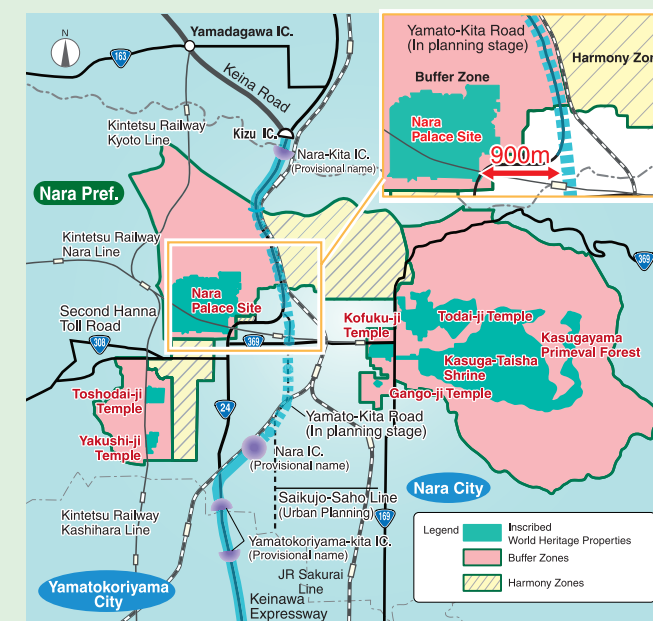 N
Yamadagawa IC.
163
Keina Road
Kintetsu Railway
Kyoto Line
Kizu IC.
Nara-Kita IC.
(Provisional name)
Yamato-Kita Road
(In planning stage)
Buffer Zone
Harmony Zon
Nara
Palace Site
900m
Nara Pref.
Kintetsu Railway
Nara Line
369
Nara
Palace Site
Second Hanna
Toll Road
308
369
Kofuku-ji
Temple
Todai-ji Temple
Kasugayama
Primeval Forest
Kasuga-Taisha
Shrine
Gango-ji Temple
Toshodai-ji
Temple
24
Yakushi-ji
Temple
Yamato-Kita Road
(In planning stage)
Nara IC.
(Provisional name)
Nara City
Saikujo-Saho Line
(Urban Planning)
169
Kintetsu Railway
Kashihara Line
Yamatokoriyama-kita IC.
(Provisional name)
Yamatokoriyama
City
JR Sakurai
Line
Keinawa
Expressway
Legend
Inscribed
World Heritage Properties
Buffer Zones
Harmony Zones